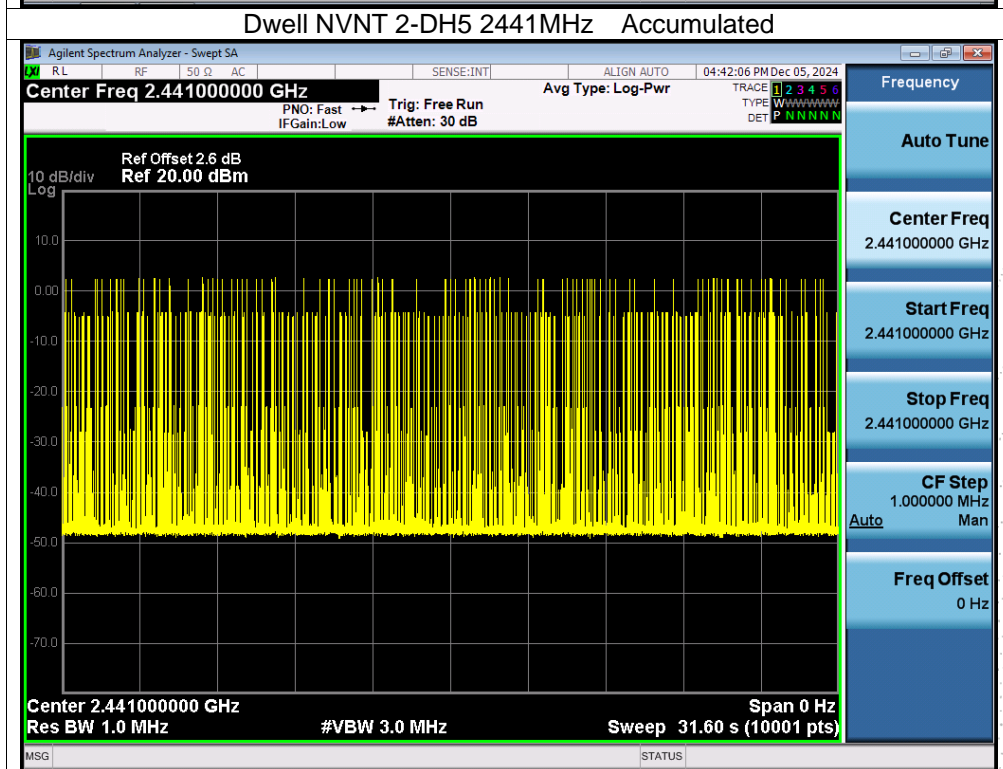 Dwell NVNT 2-DH5 2441MHz Accumulated
Agilent Spectrum Analyzer - Swept SA
LXI RL RF 50 Ω AC SENSE:INT ALIGN AUTO 04:42:06 PM Dec 05, 2024
Center Freq 2.441000000 GHz
PNO: Fast
IFGain:Low
Trig: Free Run
#Atten: 30 dB
Avg Type: Log-Pwr
TRACE 1 2 3 4 5 6
TYPE WWWWWW
DET P N N N N N
Ref Offset 2.6 dB
10 dB/div Ref 20.00 dBm
Log
10.0
0.00
-10.0
-20.0
-30.0
-40.0
-50.0
-60.0
-70.0
Center 2.441000000 GHz
Span 0 Hz
Res BW 1.0 MHz
#VBW 3.0 MHz
Sweep 31.60 s (10001 pts)
MSG
STATUS
Frequency
Auto Tune
Center Freq
2.441000000 GHz
Start Freq
2.441000000 GHz
Stop Freq
2.441000000 GHz
CF Step
1.000000 MHz
Auto Man
Freq Offset
0 Hz